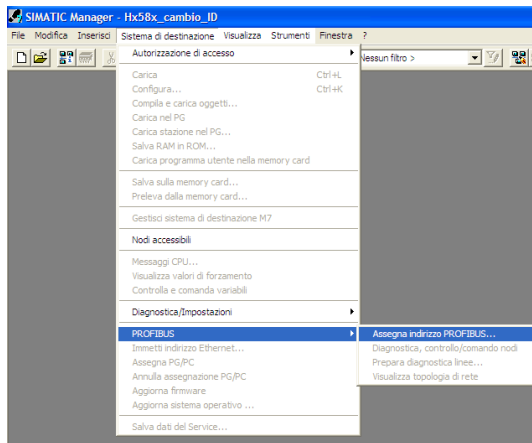 SIMATIC Manager - Hx58x_cambio_ID
File Modifica Inserisci Sistema di destinazione Visualizza Strumenti Finestra ?
Autorizzazione di accesso
Nessun filtro >
Carica Ctrl+L
Configura... Ctrl+K
Compila e carica oggetti...
Carica nel PG
Carica stazione nel PG...
Salva RAM in ROM...
Carica programma utente nella memory card
Salva sulla memory card...
Preleva dalla memory card...
Gestisci sistema di destinazione M7
Nodi accessibili
Messaggi CPU...
Visualizza valori di forzamento
Controlla e comanda variabili
Diagnostica/Impostazioni
PROFIBUS
Assegna indirizzo PROFIBUS...
Immetti indirizzo Ethernet...
Diagnostica, controllo/comando nodi
Assegna PG/PC
Prepara diagnostica linee...
Annulla assegnazione PG/PC
Visualizza topologia di rete
Aggiorna firmware
Aggiorna sistema operativo ...
Salva dati del Service...